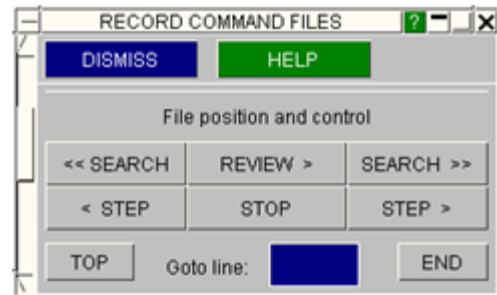 RECORD COMMAND FILES ?
DISMISS HELP
File position and control
<< SEARCH REVIEW > SEARCH >>
< STEP STOP STEP >
TOP Goto line: END